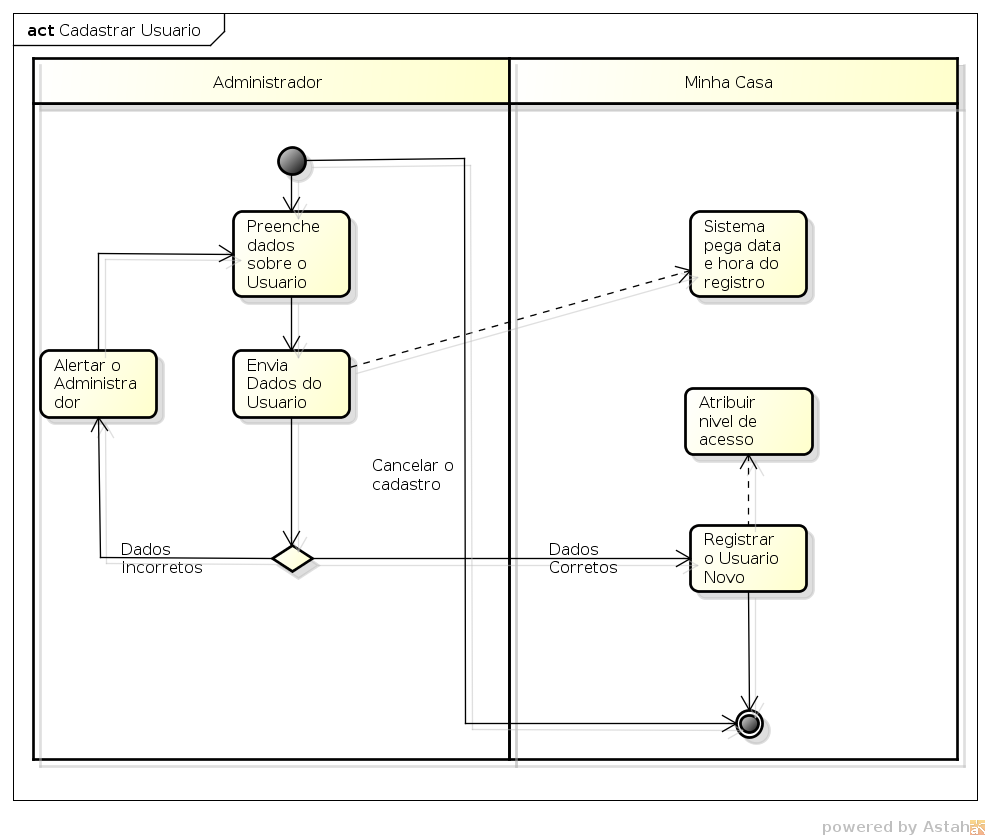 act Cadastrar Usuario
Administrador
Minha Casa
Preenche
dados
sobre o
Usuario
Sistema
pega data
e hora do
registro
Alertar o
Administra
dor
Envia
Dados do
Usuario
Atribuir
nivel de
acesso
Cancelar o
cadastro
Dados
Incorretos
Dados
Corretos
Registrar
o Usuario
Novo
powered by Astah